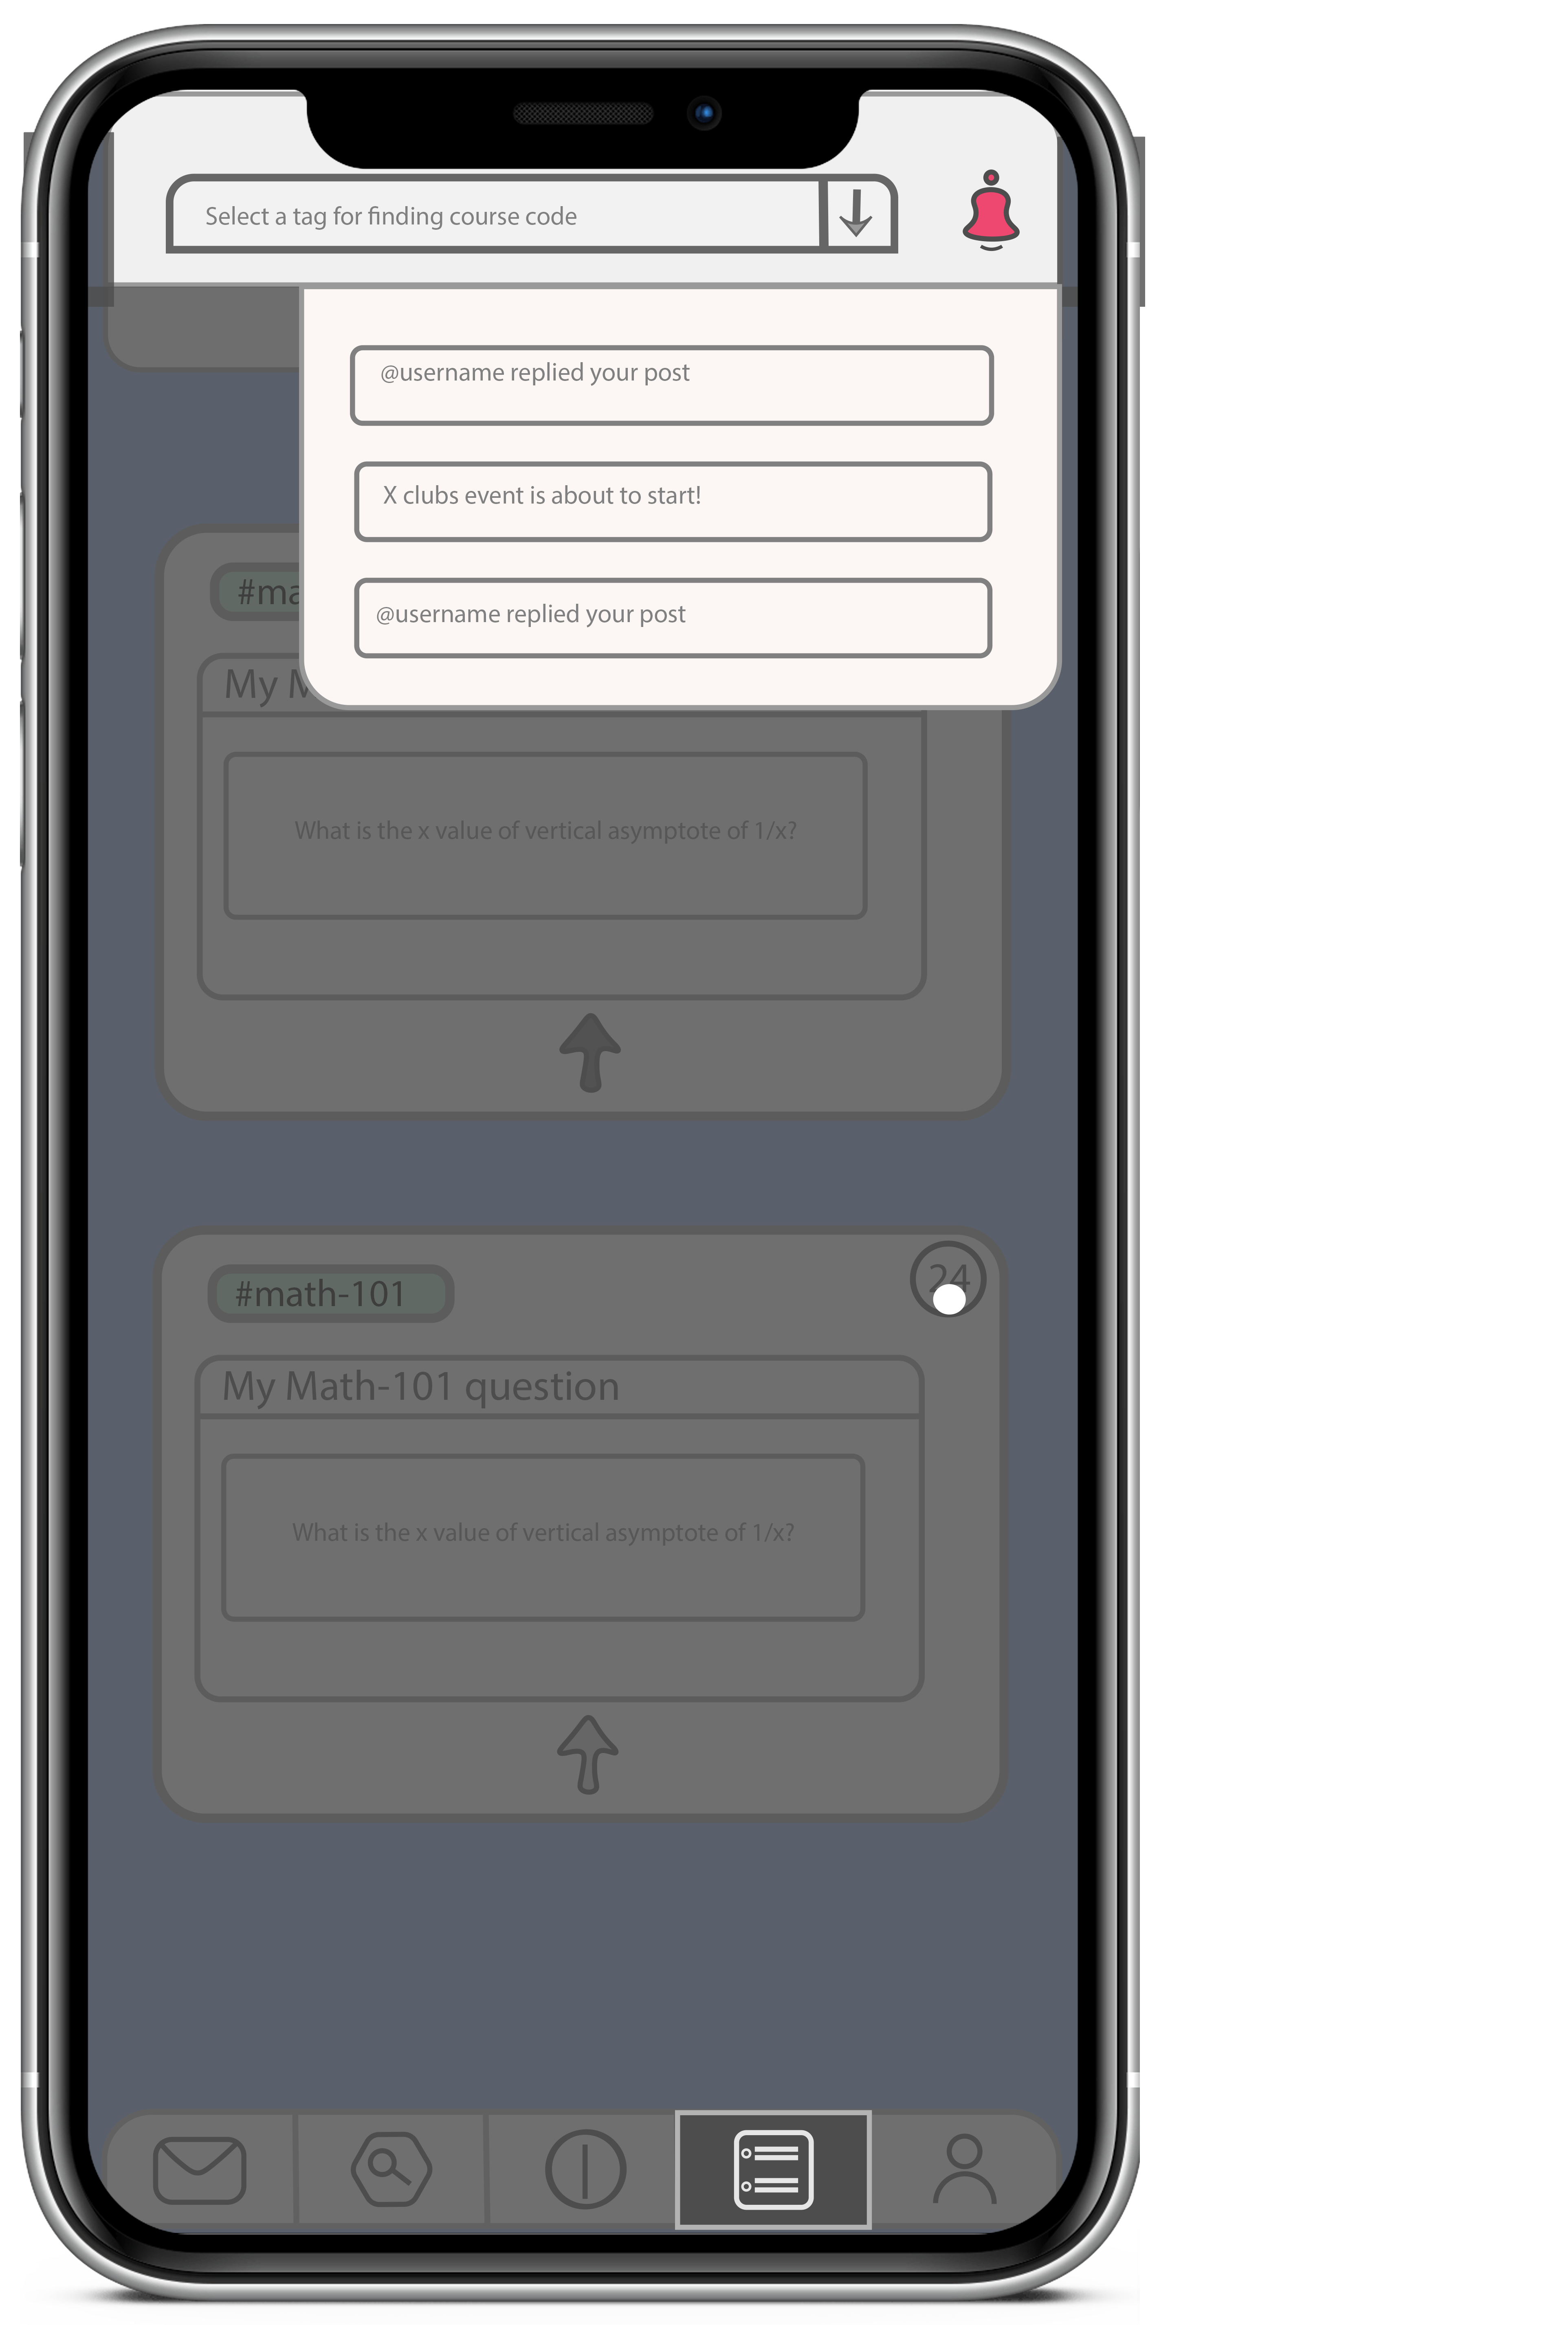 Select a tag for finding course code
@username replied your post
X clubs event is about to start!
@username replied your post
#ma
My M
What is the x value of vertical asymptote of 1/x?
#math-101
24
My Math-101 question
What is the x value of vertical asymptote of 1/x?